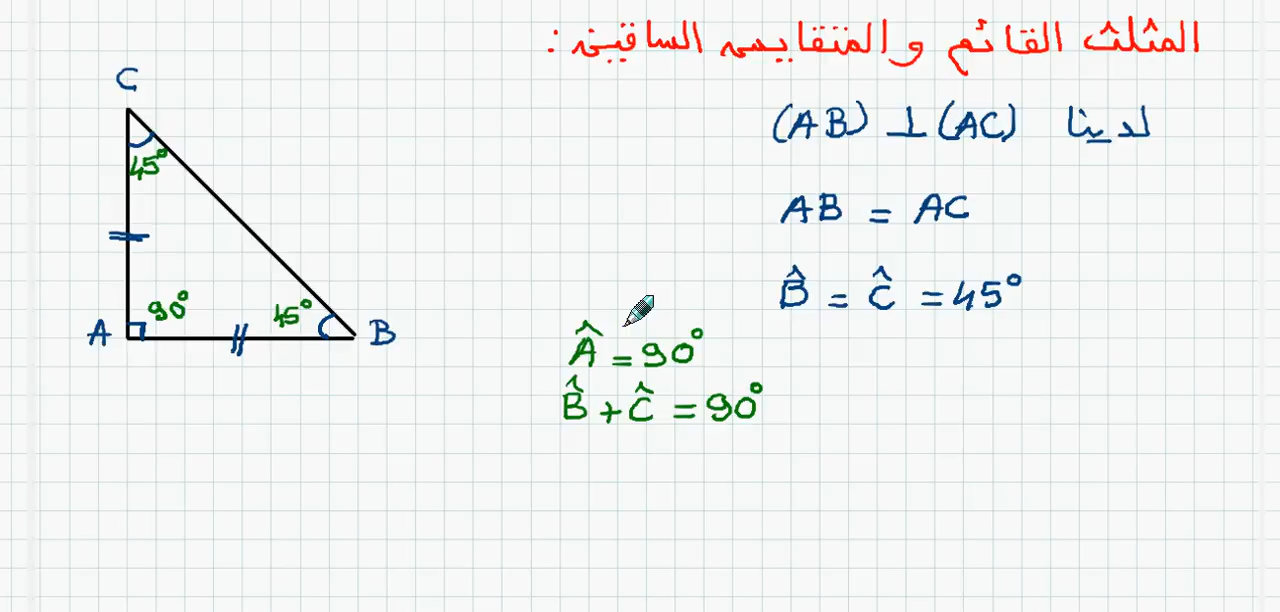 المثلث القائم والمتقايس الساقين :
لدينا (AB) ⊥ (AC)
AB = AC
B̂ = Ĉ = 45°
Â = 90°
B̂ + Ĉ = 90°
C
45°
90°
45°
A
B